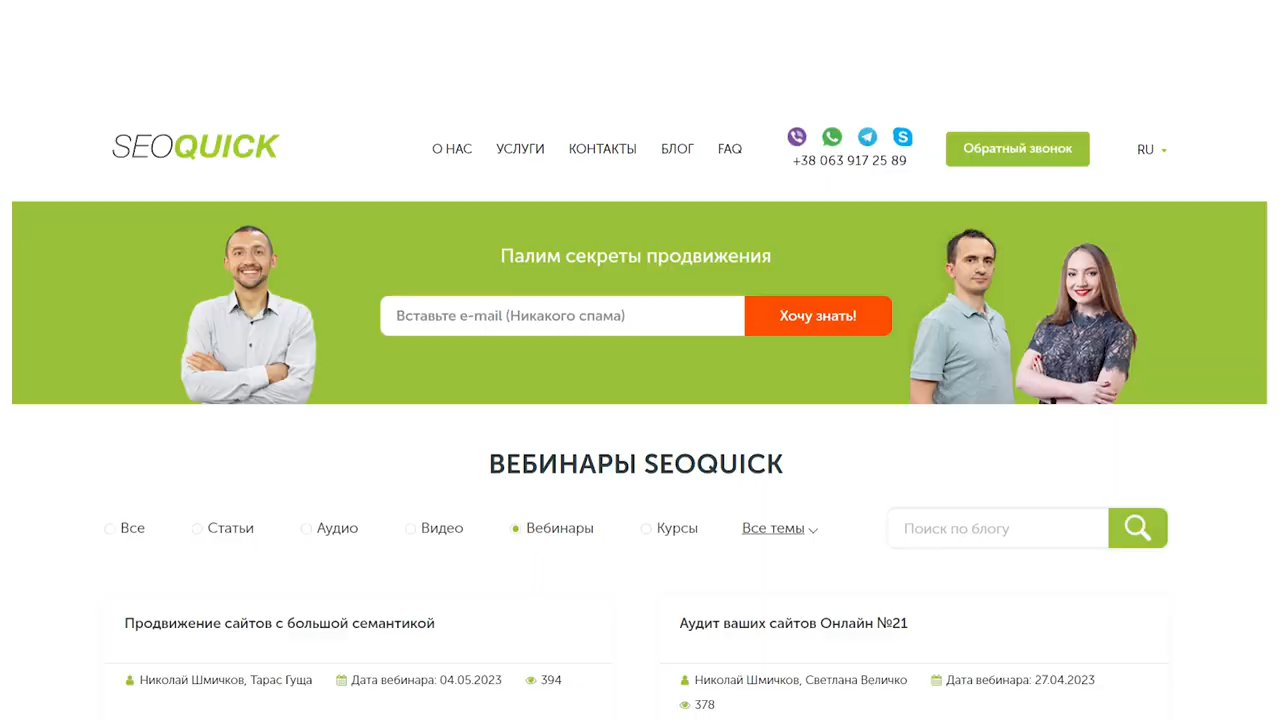 SEOQUICK
О НАС УСЛУГИ КОНТАКТЫ БЛОГ FAQ
+38 063 917 25 89
Обратный звонок
RU
Палим секреты продвижения
Вставьте e-mail (Никакого спама)
Хочу знать!
ВЕБИНАРЫ SEOQUICK
Все Статьи Аудио Видео Вебинары Курсы Все темы
Поиск по блогу
Продвижение сайтов с большой семантикой
Николай Шмичков, Тарас Гуща Дата вебинара: 04.05.2023 394
Аудит ваших сайтов Онлайн №21
Николай Шмичков, Светлана Величко Дата вебинара: 27.04.2023
378